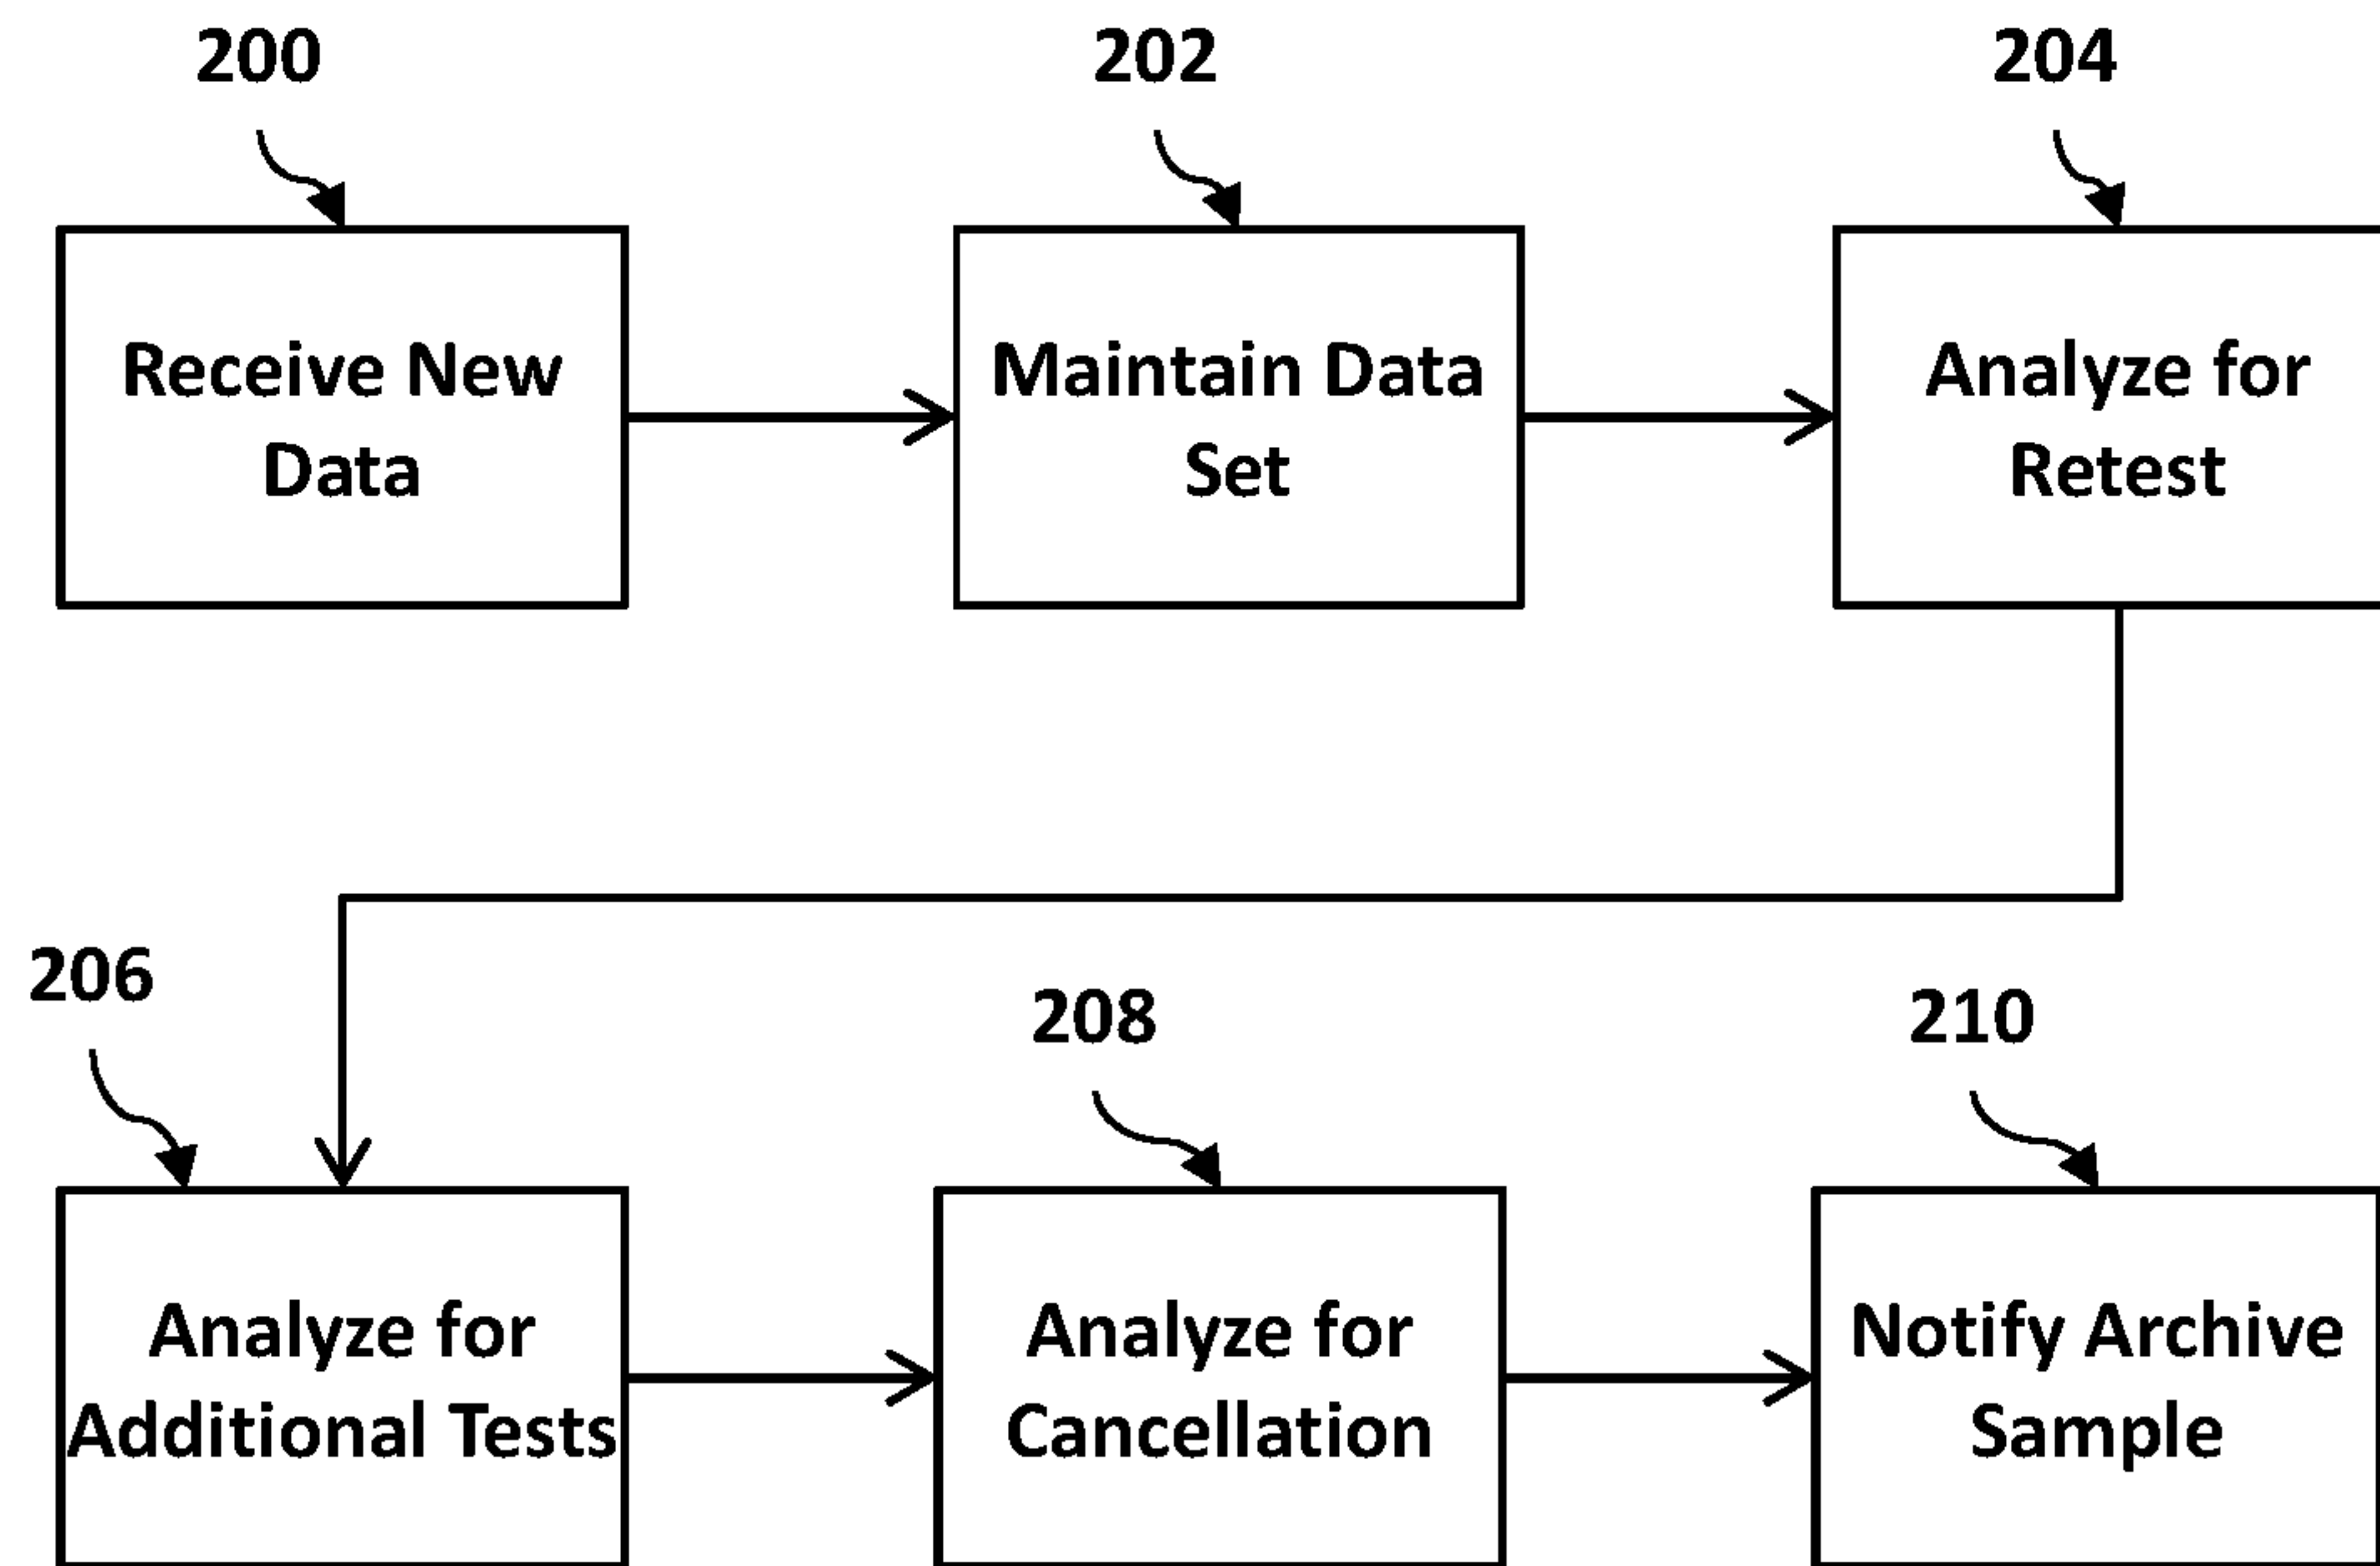 200
202
204
Receive New
Data
Maintain Data
Set
Analyze for
Retest
206
208
210
Analyze for
Additional Tests
Analyze for
Cancellation
Notify Archive
Sample